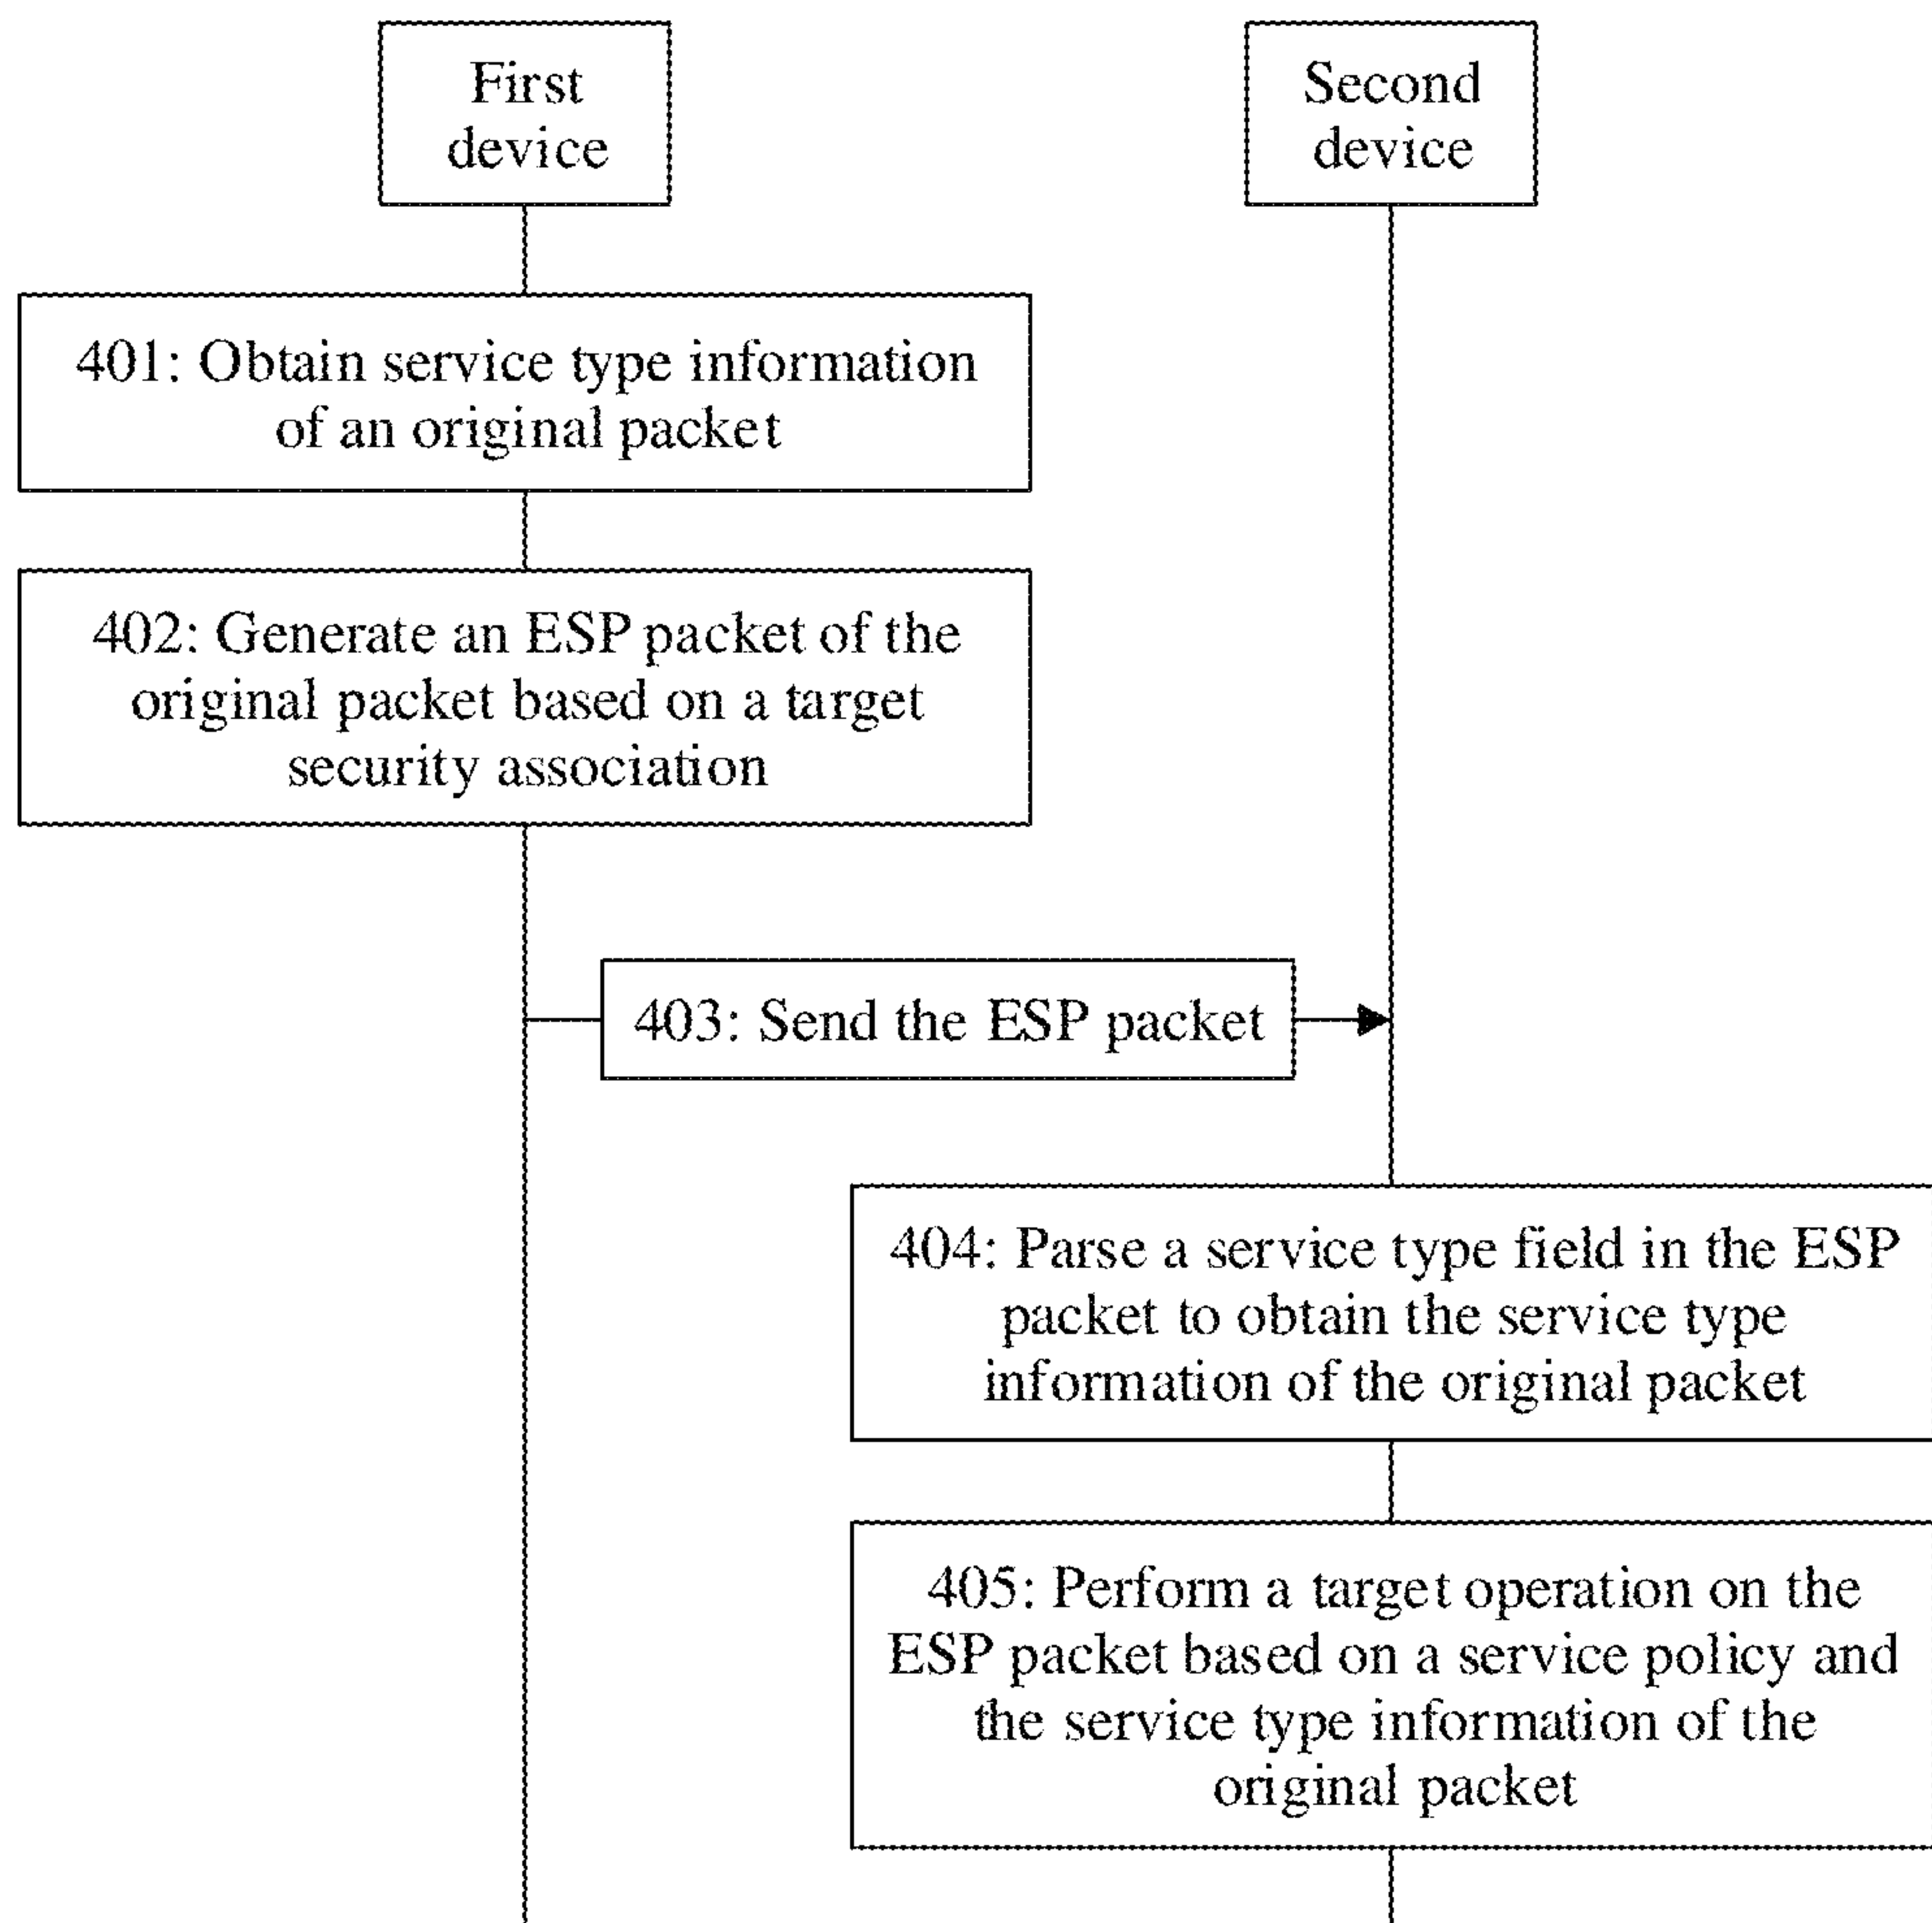 First
device
Second
device
401: Obtain service type information
of an original packet
402: Generate an ESP packet of the
original packet based on a target
security association
403: Send the ESP packet
404: Parse a service type field in the ESP
packet to obtain the service type
information of the original packet
405: Perform a target operation on the
ESP packet based on a service policy and
the service type information of the
original packet